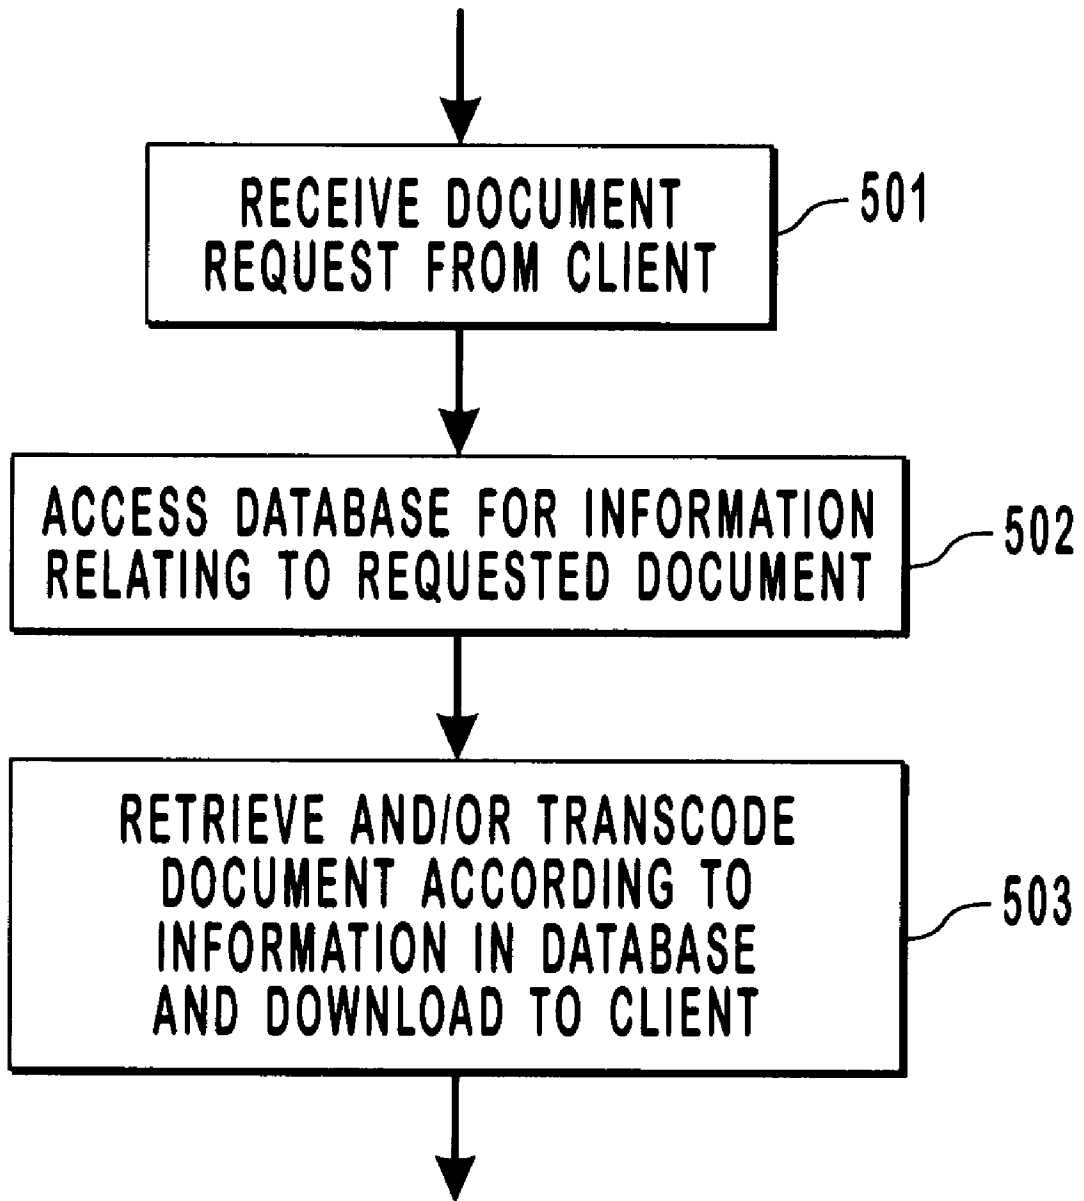 RECEIVE DOCUMENT
REQUEST FROM CLIENT
501
ACCESS DATABASE FOR INFORMATION
RELATING TO REQUESTED DOCUMENT
502
RETRIEVE AND/OR TRANSCODE
DOCUMENT ACCORDING TO
INFORMATION IN DATABASE
AND DOWNLOAD TO CLIENT
503